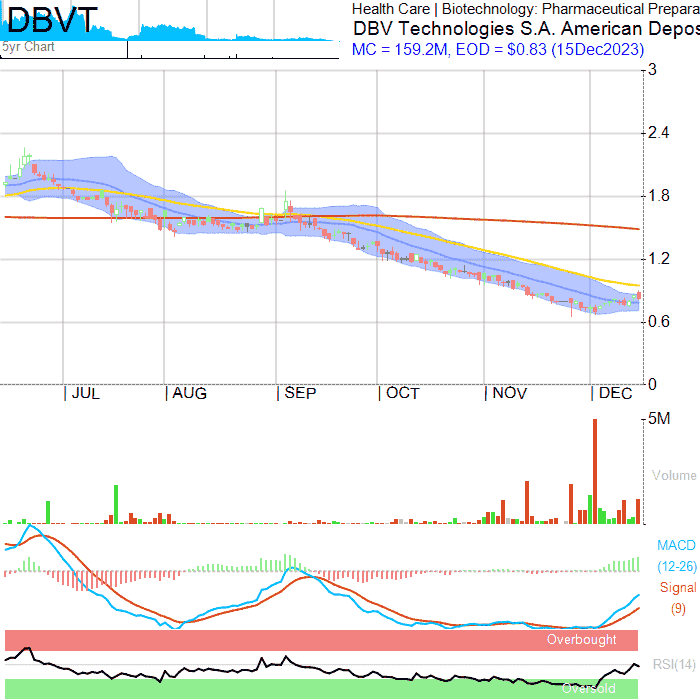 DBVT
5yr Chart
Health Care | Biotechnology: Pharmaceutical Prepara
DBV Technologies S.A. American Depos
MC = 159.2M, EOD = $0.83 (15Dec2023)
3
2.4
1.8
1.2
0.6
0
JUL AUG SEP OCT NOV DEC
5M
Volume
MACD
(12-26)
Signal
(9)
Overbought
RSI(14)
Oversold